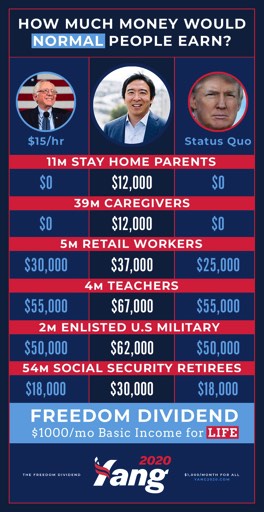 HOW MUCH MONEY WOULD
NORMAL PEOPLE EARN?
$15/hr
Status Quo
11M STAY HOME PARENTS
$0 $12,000 $0
39M CAREGIVERS
$0 $12,000 $0
5M RETAIL WORKERS
$30,000 $37,000 $25,000
4M TEACHERS
$55,000 $67,000 $55,000
2M ENLISTED U.S MILITARY
$50,000 $62,000 $50,000
54M SOCIAL SECURITY RETIREES
$18,000 $30,000 $18,000
FREEDOM DIVIDEND
$1000/mo Basic Income for LIFE
THE FREEDOM DIVIDEND
2020
Yang
$1,000/MONTH FOR ALL
YANG2020.COM